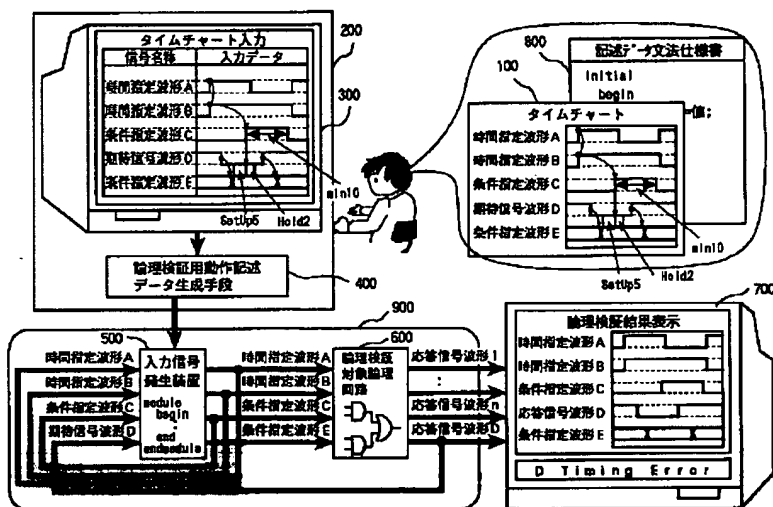 タイムチャート入力
信号名称
入力データ
時間指定波形A
時間指定波形B
条件指定波形C
期待信号波形D
条件指定波形E
SetUp5
Hold2
min10
200
300
論理検証用動作記述
データ生成手段
400
800
記述データ文法仕様書
initial
begin
値;
100
タイムチャート
時間指定波形A
時間指定波形B
条件指定波形C
期待信号波形D
条件指定波形E
SetUp5
Hold2
min10
900
500
時間指定波形A
時間指定波形B
条件指定波形C
期待信号波形D
入力信号
発生装置
module
begin
:
end
endmodule
時間指定波形A
時間指定波形B
条件指定波形C
条件指定波形E
600
論理検証
対象論理
回路
応答信号波形1
:
応答信号波形n
応答信号波形D
700
論理検証結果表示
時間指定波形A
時間指定波形B
条件指定波形C
応答信号波形D
条件指定波形E
D Timing Error